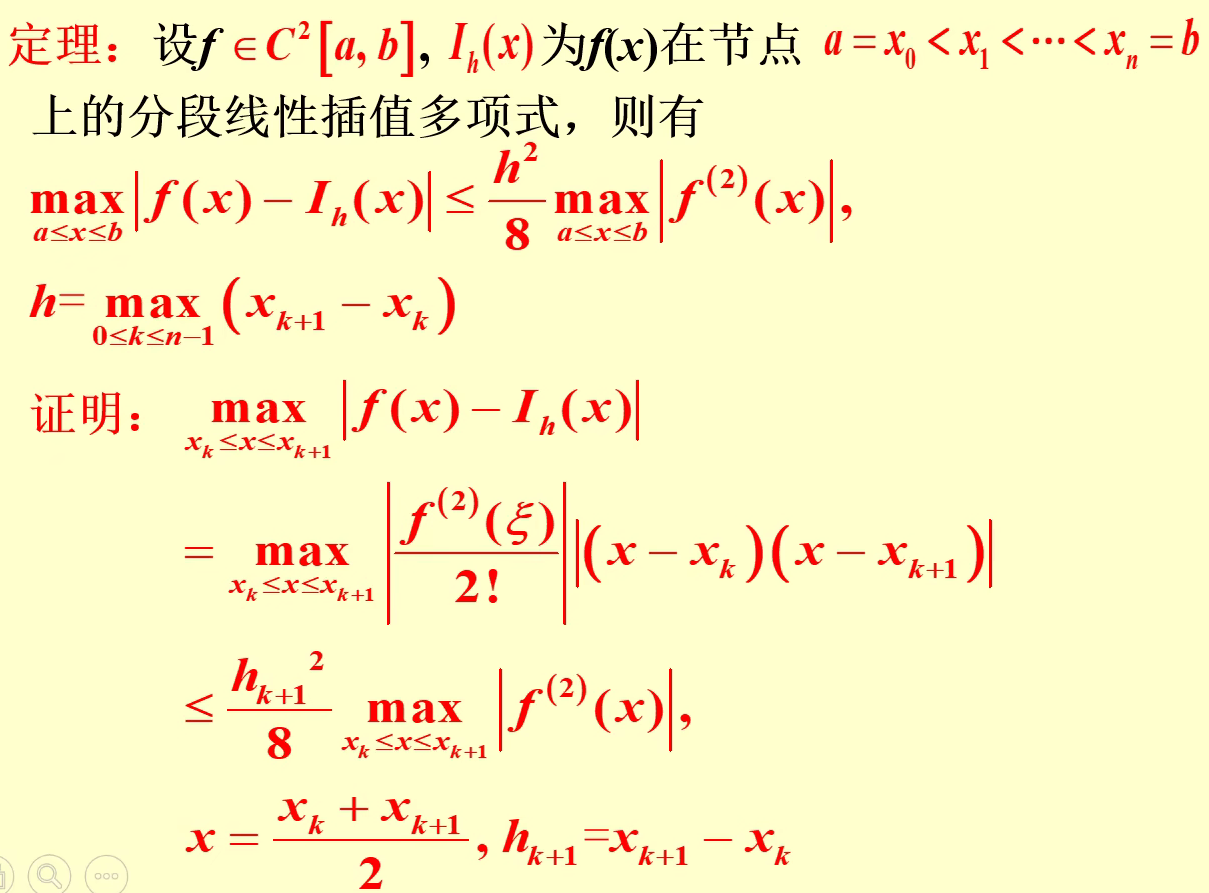 定理：设f ∈ C²[a, b], Iₕ(x)为f(x)在节点 a = x₀ < x₁ < ⋯ < xₙ = b
上的分段线性插值多项式，则有
max_{a≤x≤b} |f(x) − I_h(x)| ≤ h²/8 max_{a≤x≤b} |f^{(2)}(x)|,
h= max_{0≤k≤n−1} (x_{k+1} − x_k)
证明： max_{x_k≤x≤x_{k+1}} |f(x) − I_h(x)|
= max_{x_k≤x≤x_{k+1}} |f^{(2)}(ξ)/2!| |(x − x_k)(x − x_{k+1})|
≤ h_{k+1}²/8 max_{x_k≤x≤x_{k+1}} |f^{(2)}(x)|,
x = (x_k + x_{k+1})/2, h_{k+1}=x_{k+1} − x_k